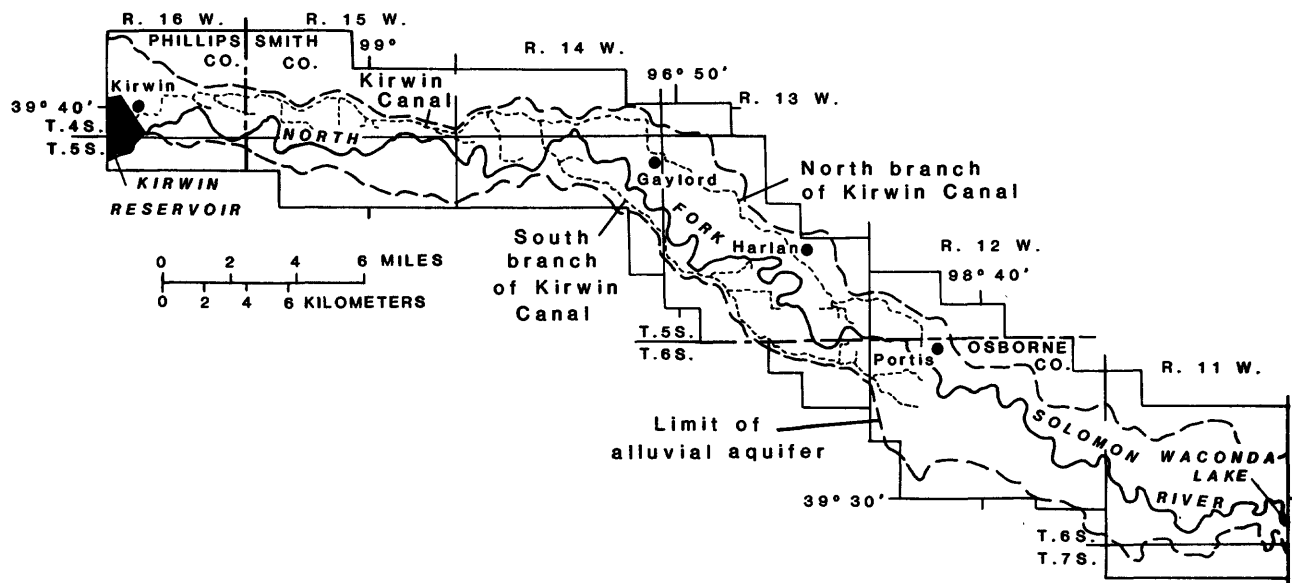 R. 16 W.
R. 15 W.
PHILLIPS
CO.
SMITH
CO.
99°
R. 14 W.
Kirwin
Kirwin
Canal
96° 50'
R. 13 W.
39° 40'
T.4S.
T.5S.
NORTH
KIRWIN
RESERVOIR
Gaylord
North branch
of Kirwin Canal
FORK
Harlan
South
branch
of Kirwin
Canal
R. 12 W.
98° 40'
0 2 4 6 MILES
0 2 4 6 KILOMETERS
T.5S.
T.6S.
Portis
OSBORNE
CO.
R. 11 W.
Limit of
alluvial aquifer
SOLOMON
WACONDA
LAKE
RIVER
39° 30'
T.6S.
T.7S.